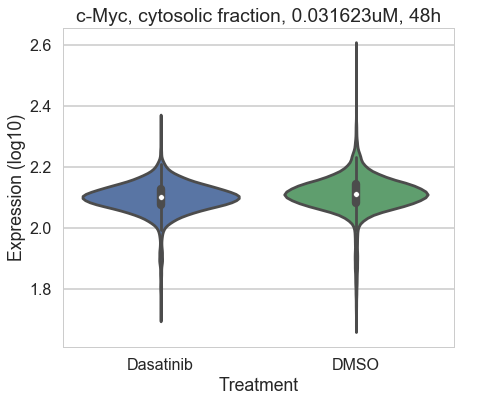 c-Myc, cytosolic fraction, 0.031623uM, 48h
Expression (log10)
2.6
2.4
2.2
2.0
1.8
Dasatinib
DMSO
Treatment